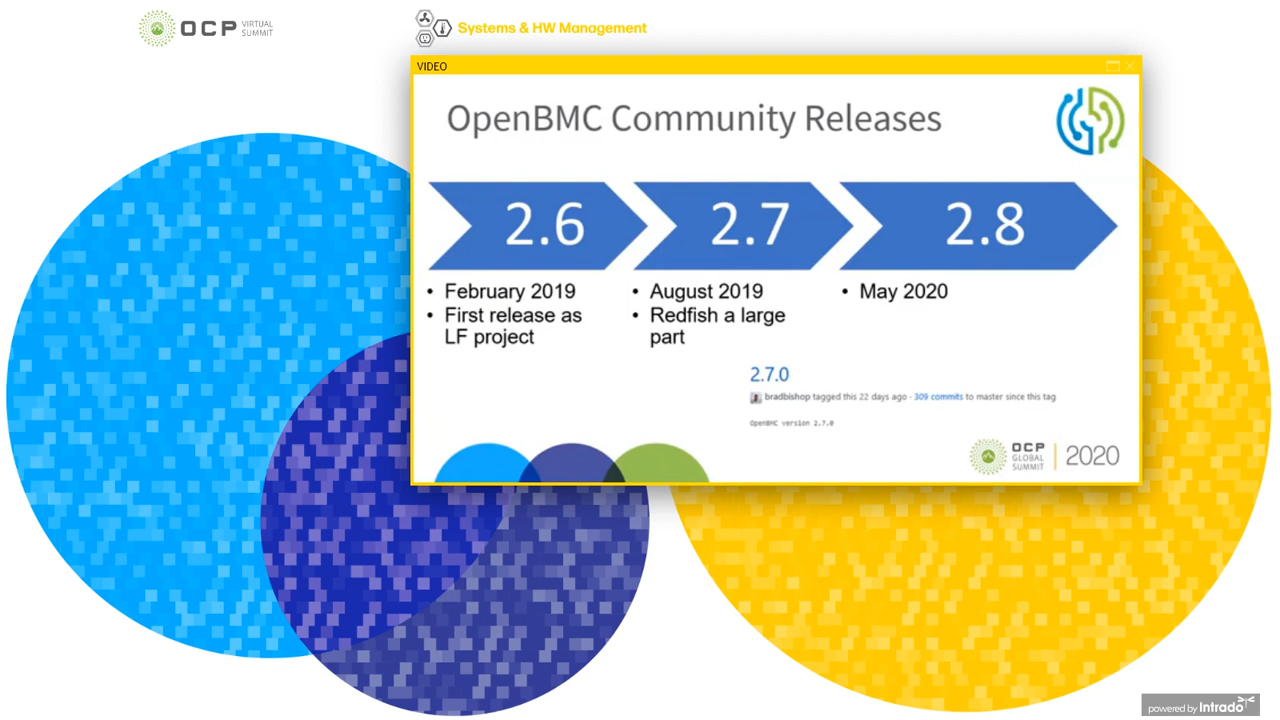 OCP VIRTUAL SUMMIT
Systems & HW Management
VIDEO
OpenBMC Community Releases
2.6
2.7
2.8
• February 2019
• First release as
LF project
• August 2019
• Redfish a large
part
• May 2020
2.7.0
bradbishop tagged this 22 days ago · 309 commits to master since this tag
OpenBMC version 2.7.0
OCP
GLOBAL
SUMMIT
2020
powered by Intrado